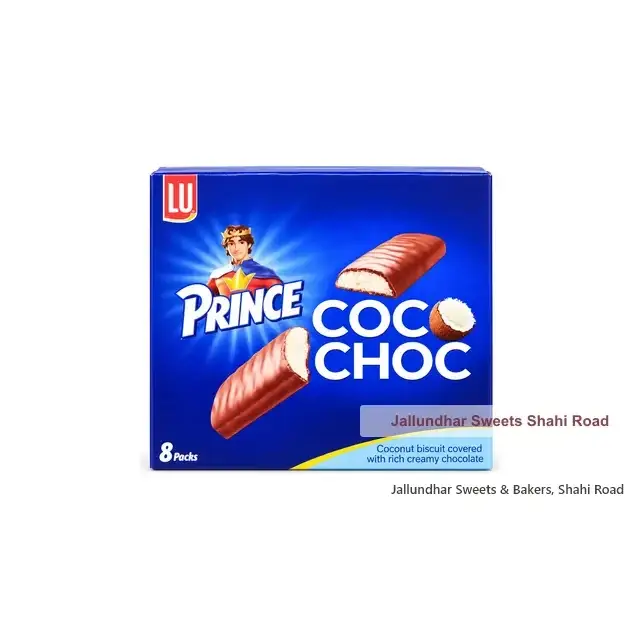 LU
PRINCE
COCO
CHOC
Jallundhar Sweets Shahi Road
8 Packs
Coconut biscuit covered
with rich creamy chocolate
Jallundhar Sweets & Bakers, Shahi Road